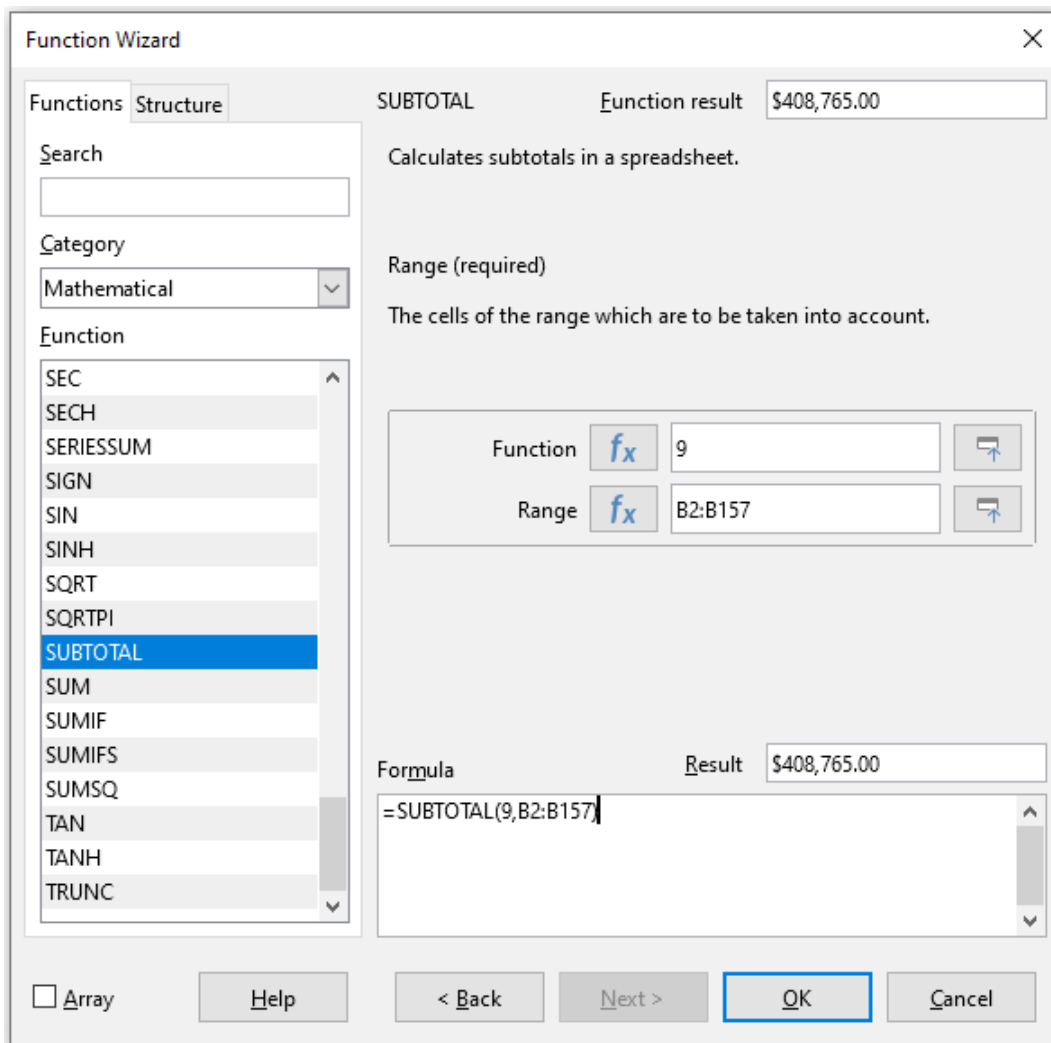 Function Wizard
Functions Structure
Search
Category
Mathematical
Function
SEC
SECH
SERIESSUM
SIGN
SIN
SINH
SQRT
SQRTPI
SUBTOTAL
SUM
SUMIF
SUMIFS
SUMSQ
TAN
TANH
TRUNC
SUBTOTAL Function result $408,765.00
Calculates subtotals in a spreadsheet.
Range (required)
The cells of the range which are to be taken into account.
Function fx 9
Range fx B2:B157
Formula Result $408,765.00
=SUBTOTAL(9,B2:B157)
Array Help < Back Next > OK Cancel